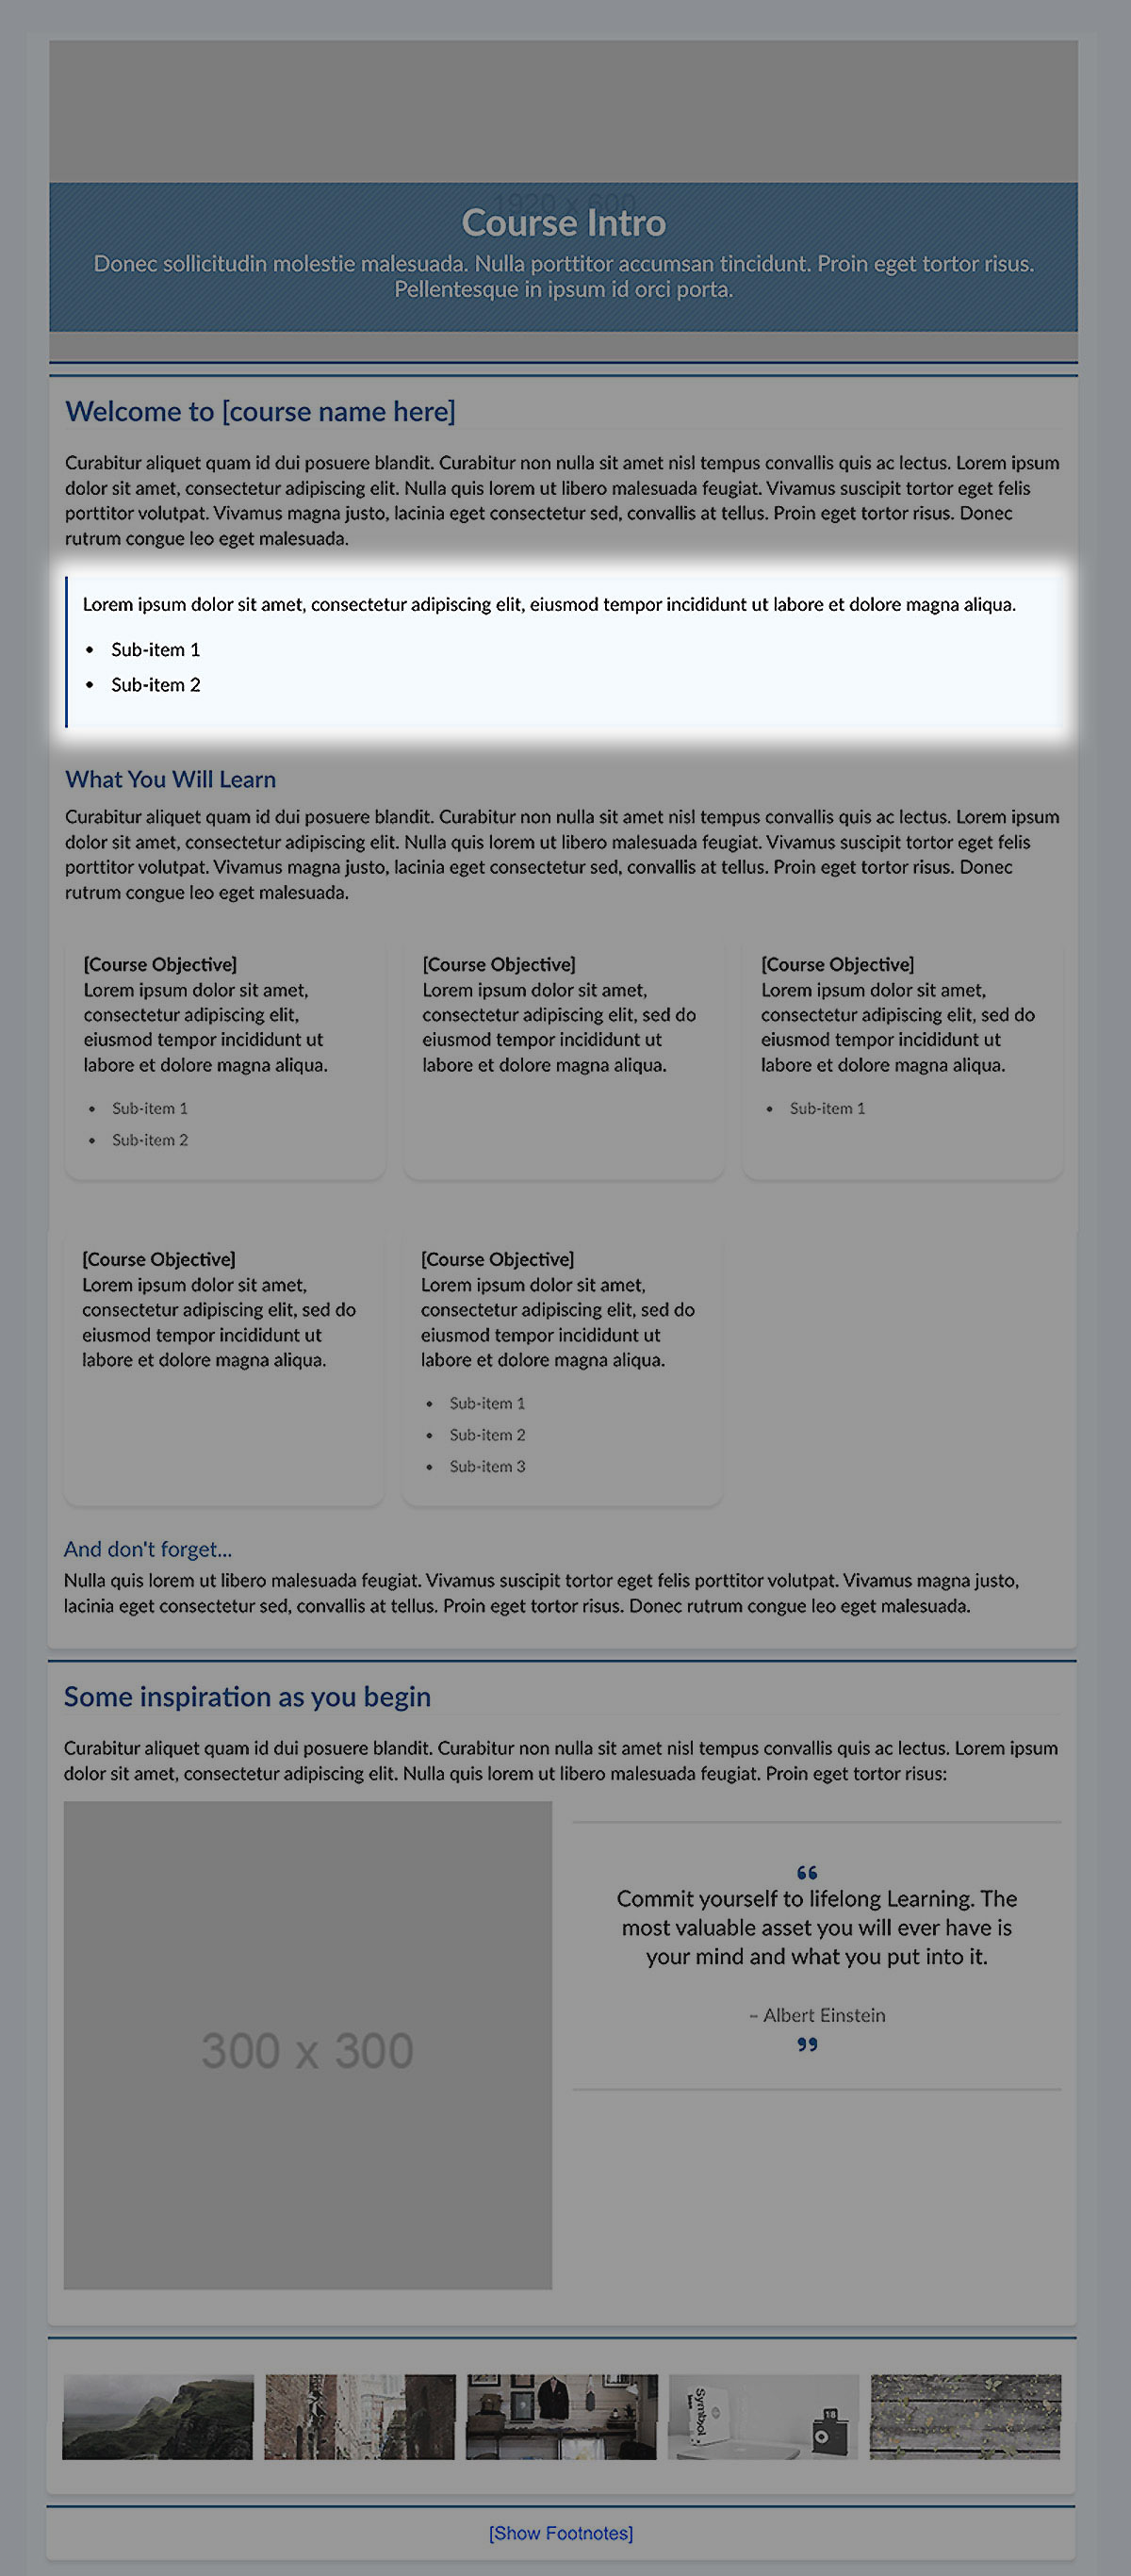 1920 x 600
Course Intro
Donec sollicitudin molestie malesuada. Nulla porttitor accumsan tincidunt. Proin eget tortor risus.
Pellentesque in ipsum id orci porta.
Welcome to [course name here]
Curabitur aliquet quam id dui posuere blandit. Curabitur non nulla sit amet nisl tempus convallis quis ac lectus. Lorem ipsum
dolor sit amet, consectetur adipiscing elit. Nulla quis lorem ut libero malesuada feugiat. Vivamus suscipit tortor eget felis
porttitor volutpat. Vivamus magna justo, lacinia eget consectetur sed, convallis at tellus. Proin eget tortor risus. Donec
rutrum congue leo eget malesuada.
Lorem ipsum dolor sit amet, consectetur adipiscing elit, eiusmod tempor incididunt ut labore et dolore magna aliqua.
• Sub-item 1
• Sub-item 2
What You Will Learn
Curabitur aliquet quam id dui posuere blandit. Curabitur non nulla sit amet nisl tempus convallis quis ac lectus. Lorem ipsum
dolor sit amet, consectetur adipiscing elit. Nulla quis lorem ut libero malesuada feugiat. Vivamus suscipit tortor eget felis
porttitor volutpat. Vivamus magna justo, lacinia eget consectetur sed, convallis at tellus. Proin eget tortor risus. Donec
rutrum congue leo eget malesuada.
[Course Objective]
Lorem ipsum dolor sit amet,
consectetur adipiscing elit,
eiusmod tempor incididunt ut
labore et dolore magna aliqua.
• Sub-item 1
• Sub-item 2
[Course Objective]
Lorem ipsum dolor sit amet,
consectetur adipiscing elit, sed do
eiusmod tempor incididunt ut
labore et dolore magna aliqua.
[Course Objective]
Lorem ipsum dolor sit amet,
consectetur adipiscing elit, sed do
eiusmod tempor incididunt ut
labore et dolore magna aliqua.
• Sub-item 1
[Course Objective]
Lorem ipsum dolor sit amet,
consectetur adipiscing elit, sed do
eiusmod tempor incididunt ut
labore et dolore magna aliqua.
[Course Objective]
Lorem ipsum dolor sit amet,
consectetur adipiscing elit, sed do
eiusmod tempor incididunt ut
labore et dolore magna aliqua.
• Sub-item 1
• Sub-item 2
• Sub-item 3
And don't forget...
Nulla quis lorem ut libero malesuada feugiat. Vivamus suscipit tortor eget felis porttitor volutpat. Vivamus magna justo,
lacinia eget consectetur sed, convallis at tellus. Proin eget tortor risus. Donec rutrum congue leo eget malesuada.
Some inspiration as you begin
Curabitur aliquet quam id dui posuere blandit. Curabitur non nulla sit amet nisl tempus convallis quis ac lectus. Lorem ipsum
dolor sit amet, consectetur adipiscing elit. Nulla quis lorem ut libero malesuada feugiat. Proin eget tortor risus:
300 x 300
“
Commit yourself to lifelong Learning. The
most valuable asset you will ever have is
your mind and what you put into it.
– Albert Einstein
”
Symbol
18
[Show Footnotes]